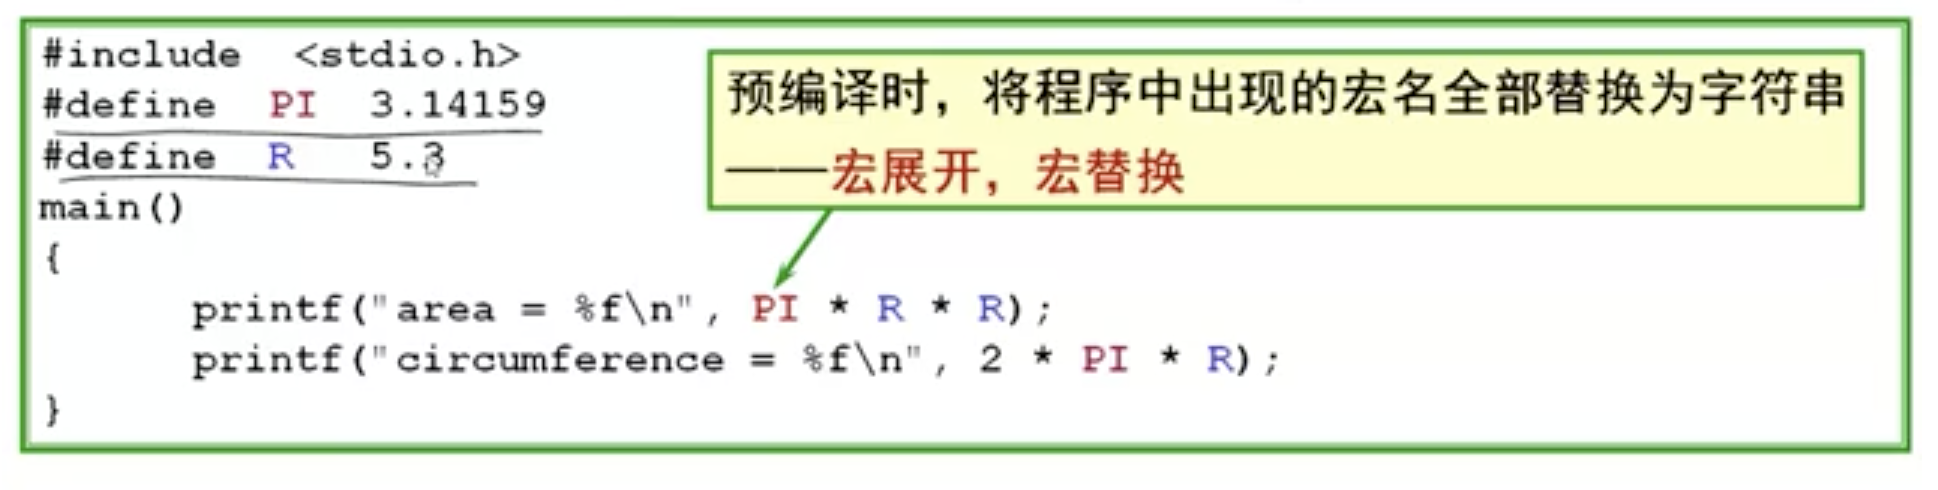 #include <stdio.h>
#define PI 3.14159
#define R 5.3
预编译时，将程序中出现的宏名全部替换为字符串
——宏展开，宏替换
main()
{
printf("area = %f\n", PI * R * R);
printf("circumference = %f\n", 2 * PI * R);
}